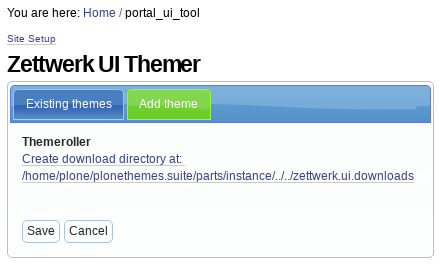 You are here: Home / portal_ui_tool
Site Setup
Zettwerk UI Themer
Existing themes Add theme
Themeroller
Create download directory at:
/home/plone/plonethemes.suite/parts/instance/../../zettwerk.ui.downloads
Save Cancel